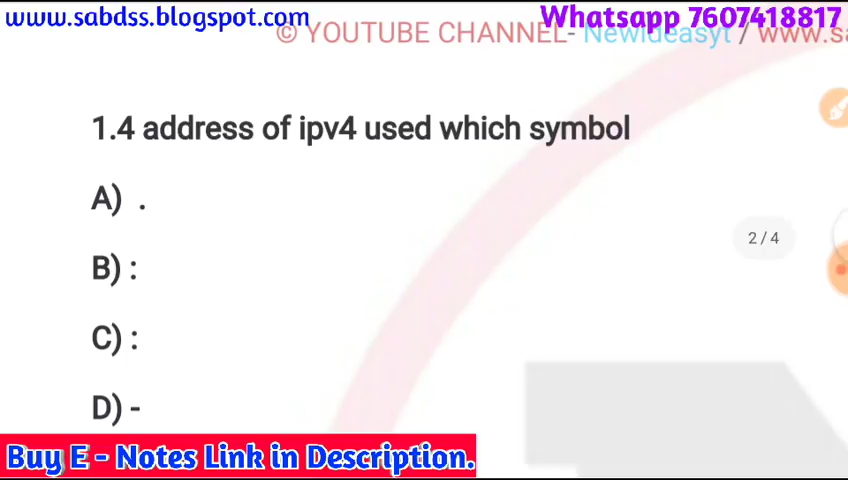 www.sabdss.blogspot.com
Whatsapp 7607418817
© YOUTUBE CHANNEL- Newideasyt / www.sa
1.4 address of ipv4 used which symbol
A) .
B) :
C) :
D) -
2 / 4
Buy E - Notes Link in Description.